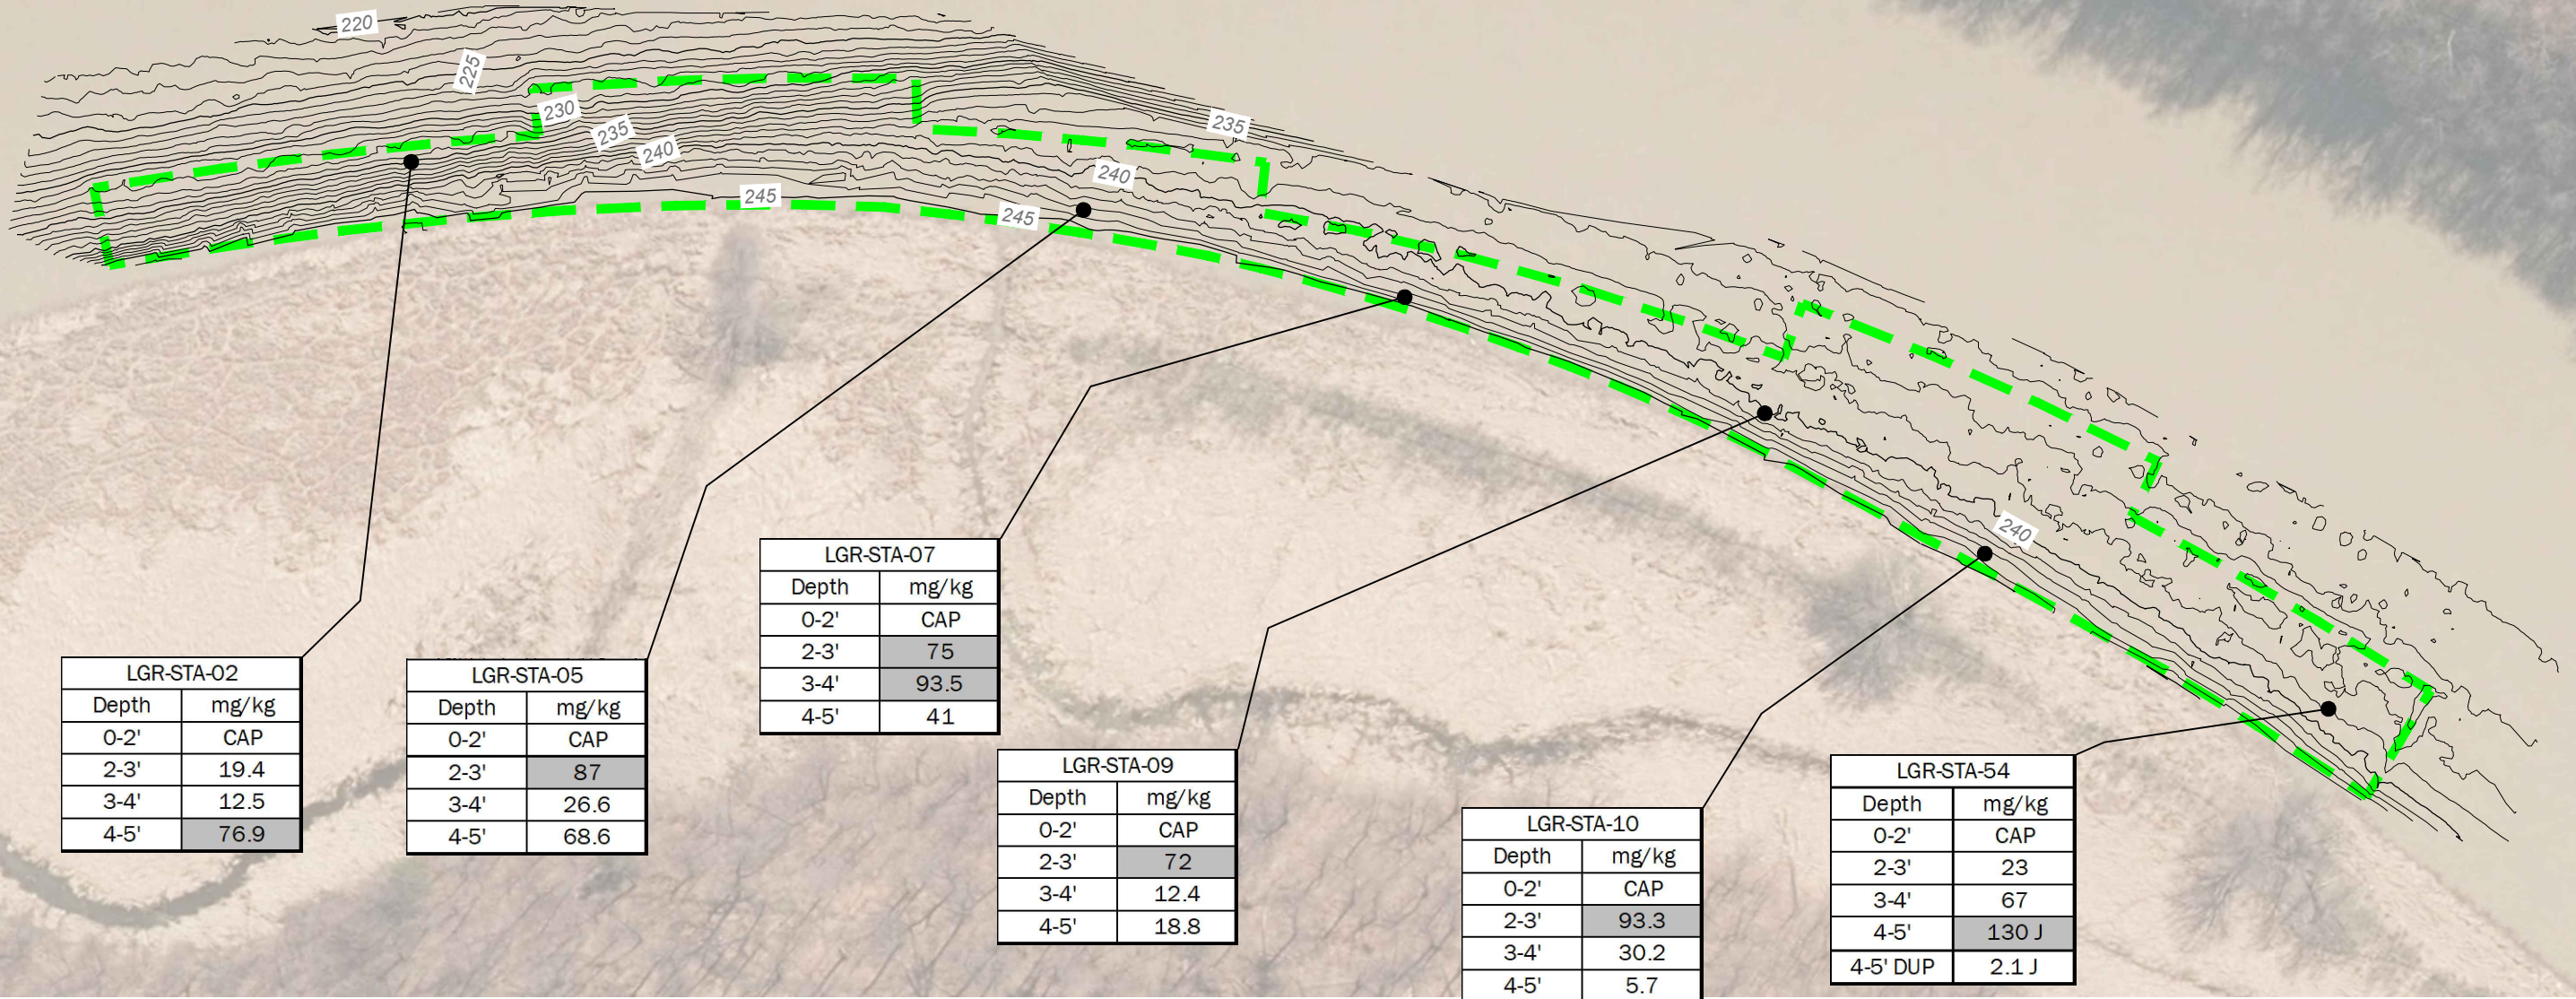 220
225
230
235
240
245
245
240
235
240
LGR-STA-07
Depth mg/kg
0-2' CAP
2-3' 75
3-4' 93.5
4-5' 41
LGR-STA-02
Depth mg/kg
0-2' CAP
2-3' 19.4
3-4' 12.5
4-5' 76.9
LGR-STA-05
Depth mg/kg
0-2' CAP
2-3' 87
3-4' 26.6
4-5' 68.6
LGR-STA-09
Depth mg/kg
0-2' CAP
2-3' 72
3-4' 12.4
4-5' 18.8
LGR-STA-10
Depth mg/kg
0-2' CAP
2-3' 93.3
3-4' 30.2
4-5' 5.7
LGR-STA-54
Depth mg/kg
0-2' CAP
2-3' 23
3-4' 67
4-5' 130 J
4-5' DUP 2.1 J